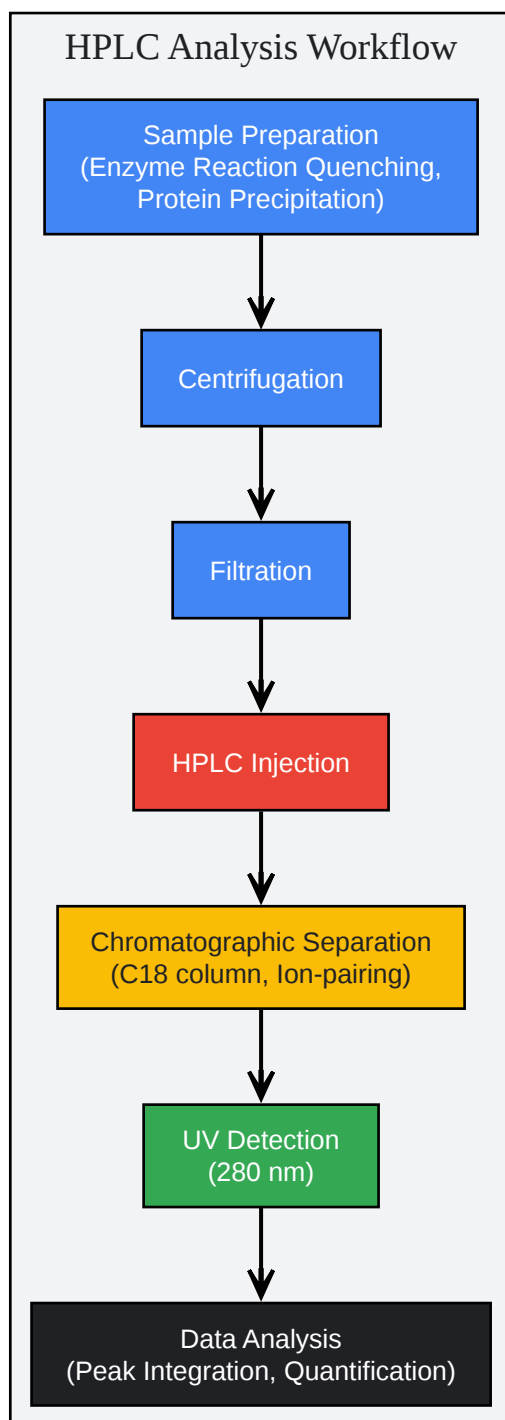 HPLC Analysis Workflow
Sample Preparation
(Enzyme Reaction Quenching,
Protein Precipitation)
Centrifugation
Filtration
HPLC Injection
Chromatographic Separation
(C18 column, Ion-pairing)
UV Detection
(280 nm)
Data Analysis
(Peak Integration, Quantification)